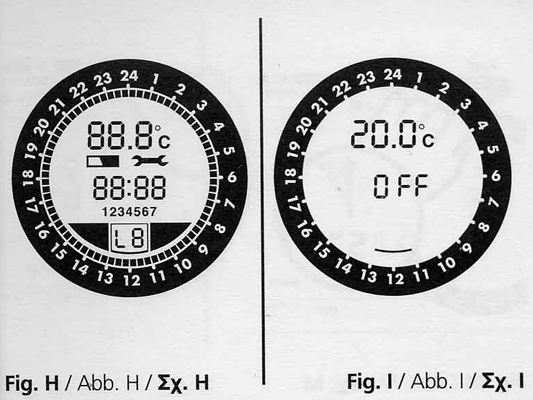 24 1 2 3 4 5 6 7 8 9 10 11 12 13 14 15 16 17 18 19 20 21 22 23
88.8°c
88:88
1234567
L8
Fig. H / Abb. H / Σχ. H
24 1 2 3 4 5 6 7 8 9 10 11 12 13 14 15 16 17 18 19 20 21 22 23
20.0°c
OFF
Fig. I / Abb. I / Σχ. I